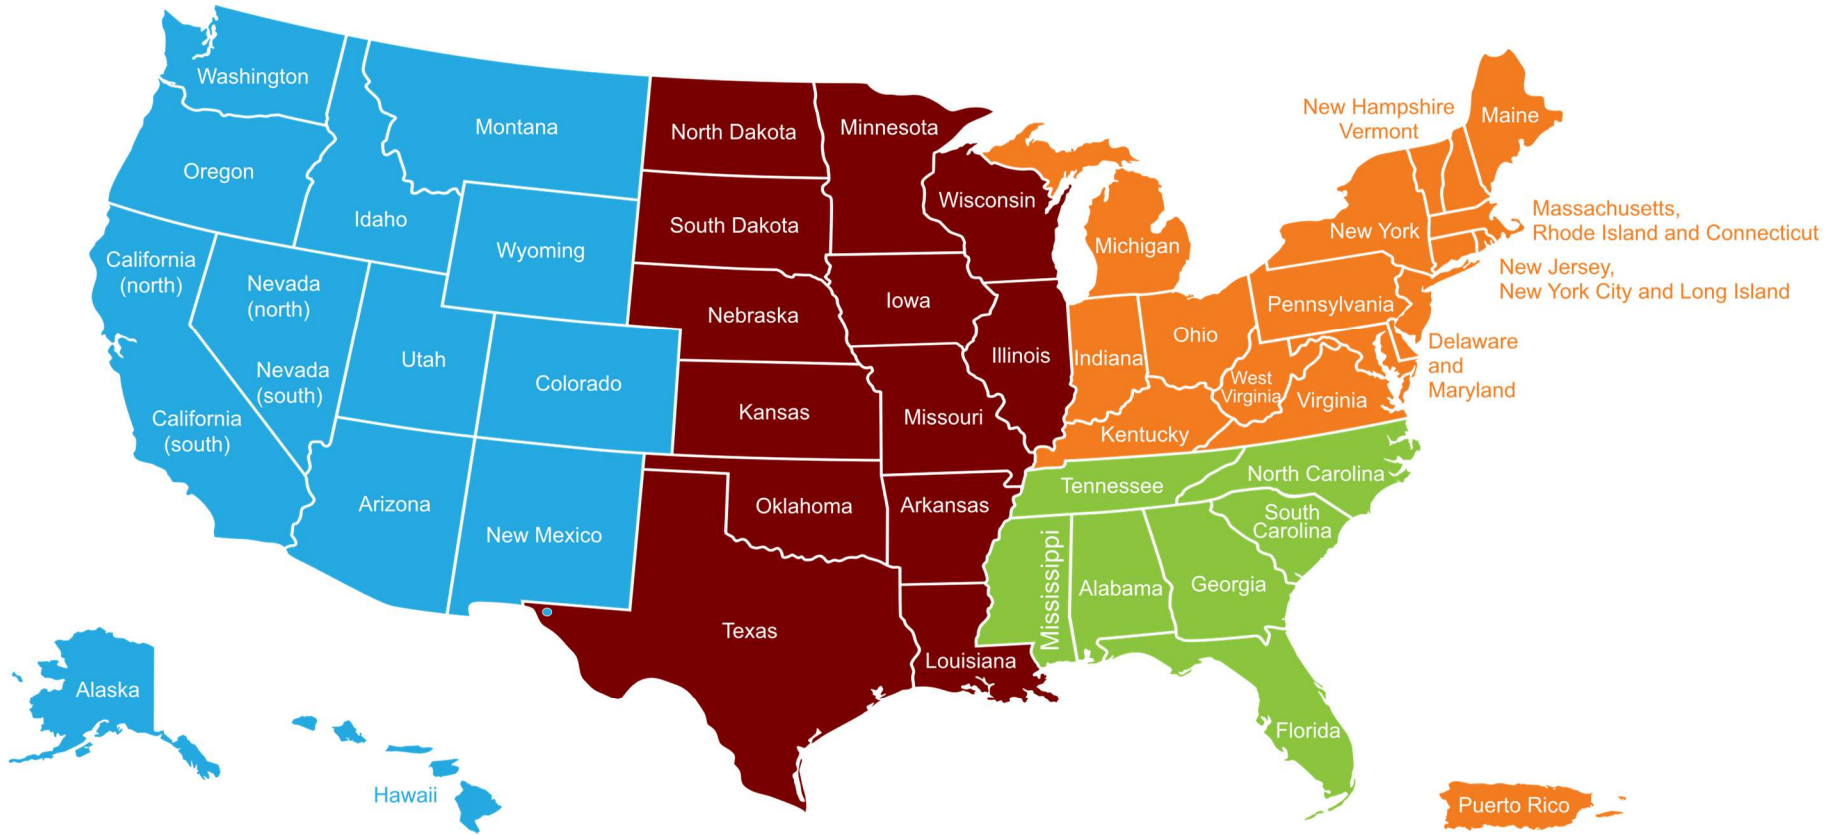 Washington
Montana
North Dakota
Minnesota
New Hampshire
Vermont
Maine
Oregon
Idaho
Wyoming
South Dakota
Wisconsin
Michigan
New York
Massachusetts,
Rhode Island and Connecticut
California
(north)
Nevada
(north)
Nebraska
Iowa
Pennsylvania
New Jersey,
New York City and Long Island
Utah
Colorado
Illinois
Indiana
Ohio
Delaware
and
Maryland
Nevada
(south)
California
(south)
Kansas
Missouri
Kentucky
West
Virginia
Virginia
Arizona
New Mexico
Oklahoma
Arkansas
Tennessee
North Carolina
South
Carolina
Mississippi
Alabama
Georgia
Texas
Louisiana
Florida
Alaska
Hawaii
Puerto Rico